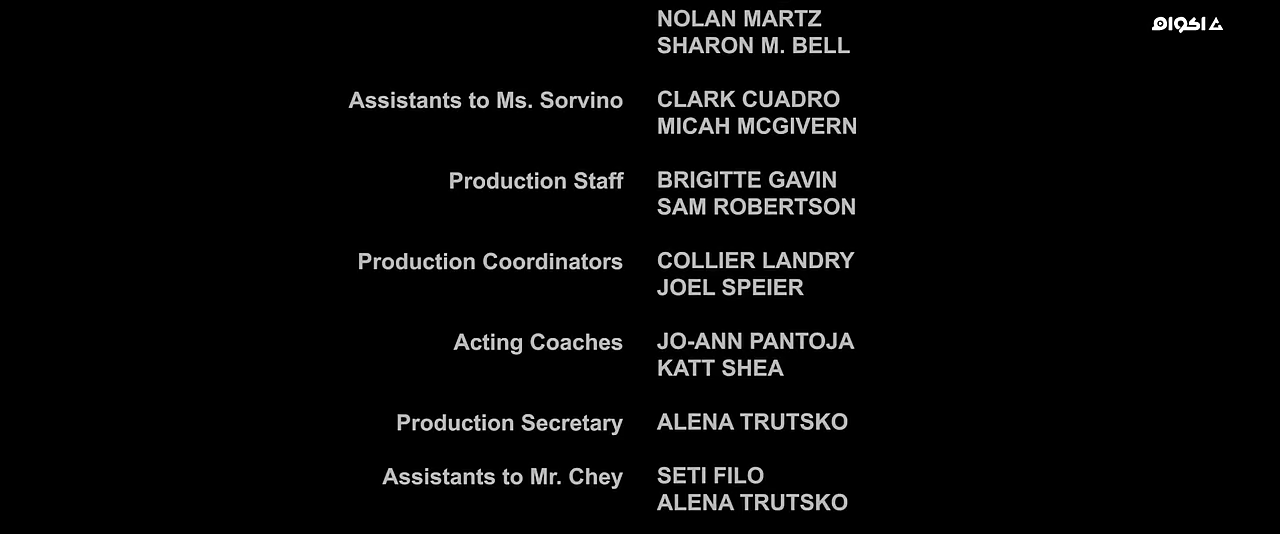 NOLAN MARTZ
SHARON M. BELL
اكوام
Assistants to Ms. Sorvino CLARK CUADRO
MICAH MCGIVERN
Production Staff BRIGITTE GAVIN
SAM ROBERTSON
Production Coordinators COLLIER LANDRY
JOEL SPEIER
Acting Coaches JO-ANN PANTOJA
KATT SHEA
Production Secretary ALENA TRUTSKO
Assistants to Mr. Chey SETI FILO
ALENA TRUTSKO